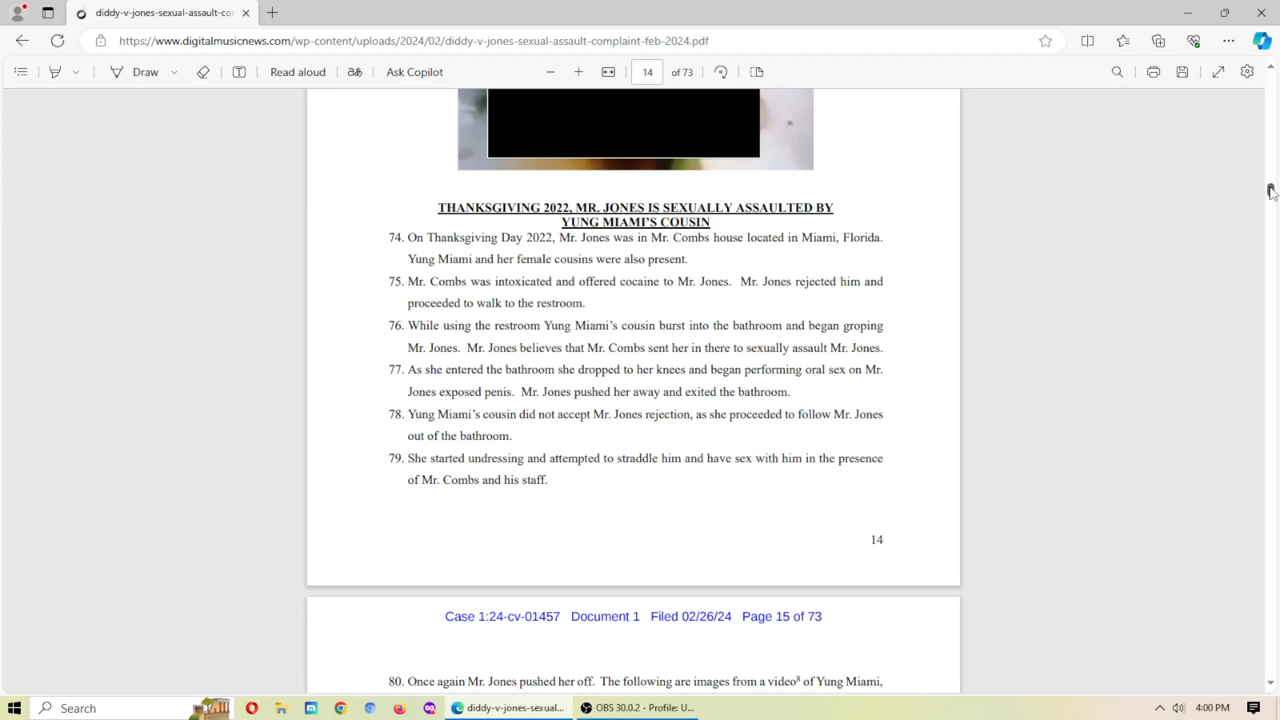 diddy-v-jones-sexual-assault-co
https://www.digitalmusicnews.com/wp-content/uploads/2024/02/diddy-v-jones-sexual-assault-complaint-feb-2024.pdf
Draw Read aloud Ask Copilot 14 of 73
THANKSGIVING 2022, MR. JONES IS SEXUALLY ASSAULTED BY
YUNG MIAMI'S COUSIN
74. On Thanksgiving Day 2022, Mr. Jones was in Mr. Combs house located in Miami, Florida.
Yung Miami and her female cousins were also present.
75. Mr. Combs was intoxicated and offered cocaine to Mr. Jones. Mr. Jones rejected him and
proceeded to walk to the restroom.
76. While using the restroom Yung Miami's cousin burst into the bathroom and began groping
Mr. Jones. Mr. Jones believes that Mr. Combs sent her in there to sexually assault Mr. Jones.
77. As she entered the bathroom she dropped to her knees and began performing oral sex on Mr.
Jones exposed penis. Mr. Jones pushed her away and exited the bathroom.
78. Yung Miami's cousin did not accept Mr. Jones rejection, as she proceeded to follow Mr. Jones
out of the bathroom.
79. She started undressing and attempted to straddle him and have sex with him in the presence
of Mr. Combs and his staff.
14
Case 1:24-cv-01457 Document 1 Filed 02/26/24 Page 15 of 73
80. Once again Mr. Jones pushed her off. The following are images from a video⁸ of Yung Miami,
Search diddy-v-jones-sexual... OBS 30.0.2 - Profile: U... 4:00 PM